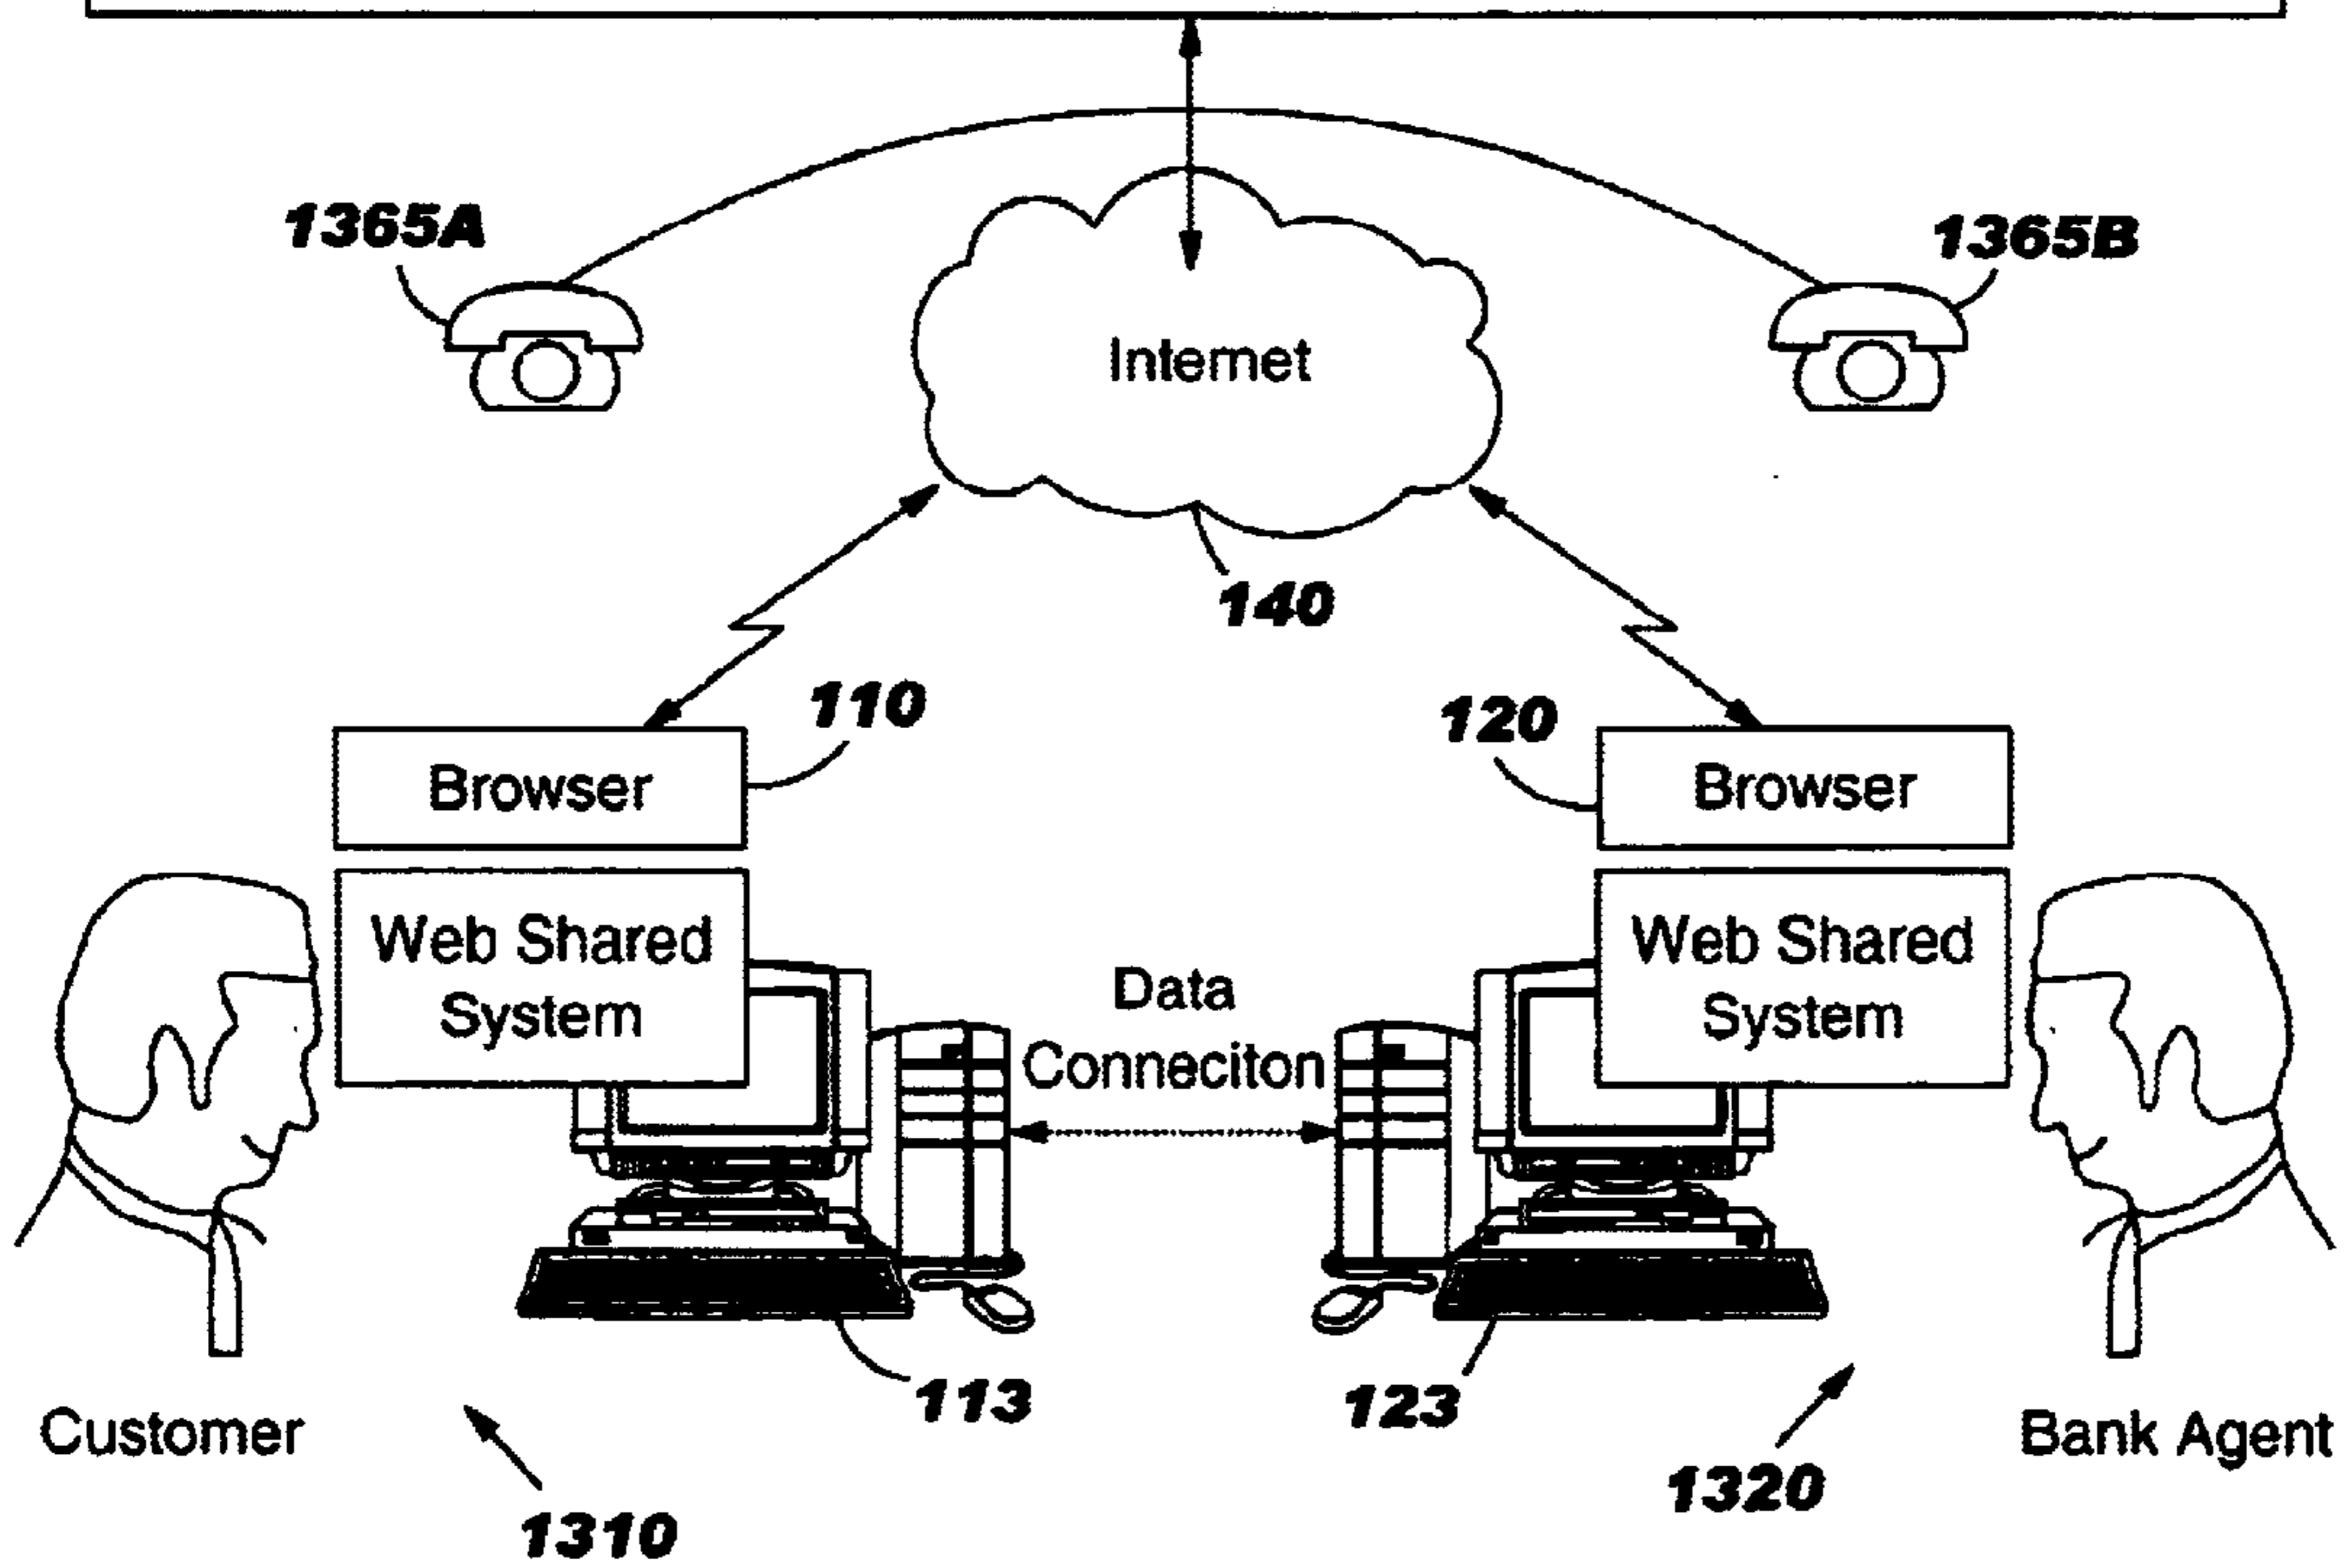 1365A
1365B
Internet
140
110
120
Browser
Browser
Web Shared
System
Data
Conneciton
Web Shared
System
113
123
Customer
Bank Agent
1310
1320